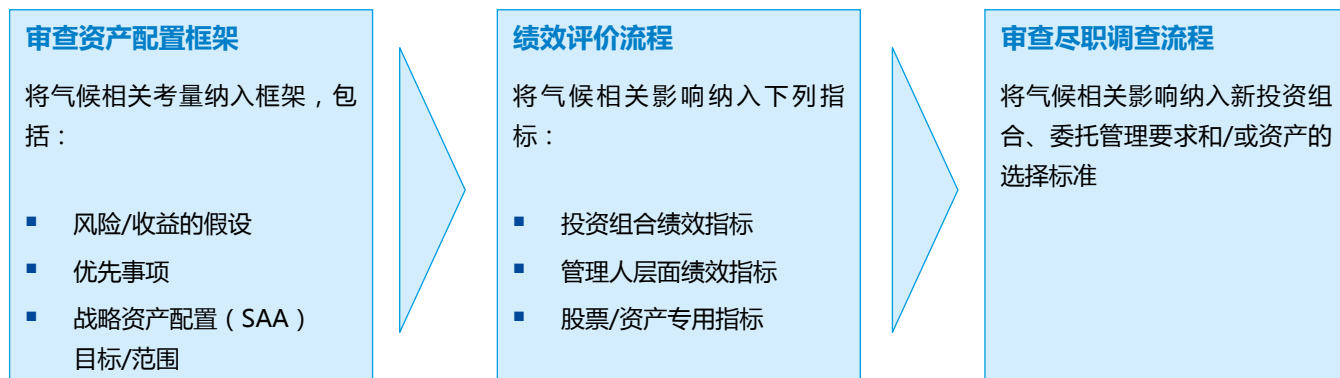 审查资产配置框架
将气候相关考量纳入框架，包
括：
▪ 风险/收益的假设
▪ 优先事项
▪ 战略资产配置（SAA）
目标/范围
绩效评价流程
将气候相关影响纳入下列指
标：
▪ 投资组合绩效指标
▪ 管理人层面绩效指标
▪ 股票/资产专用指标
审查尽职调查流程
将气候相关影响纳入新投资组
合、委托管理要求和/或资产的
选择标准